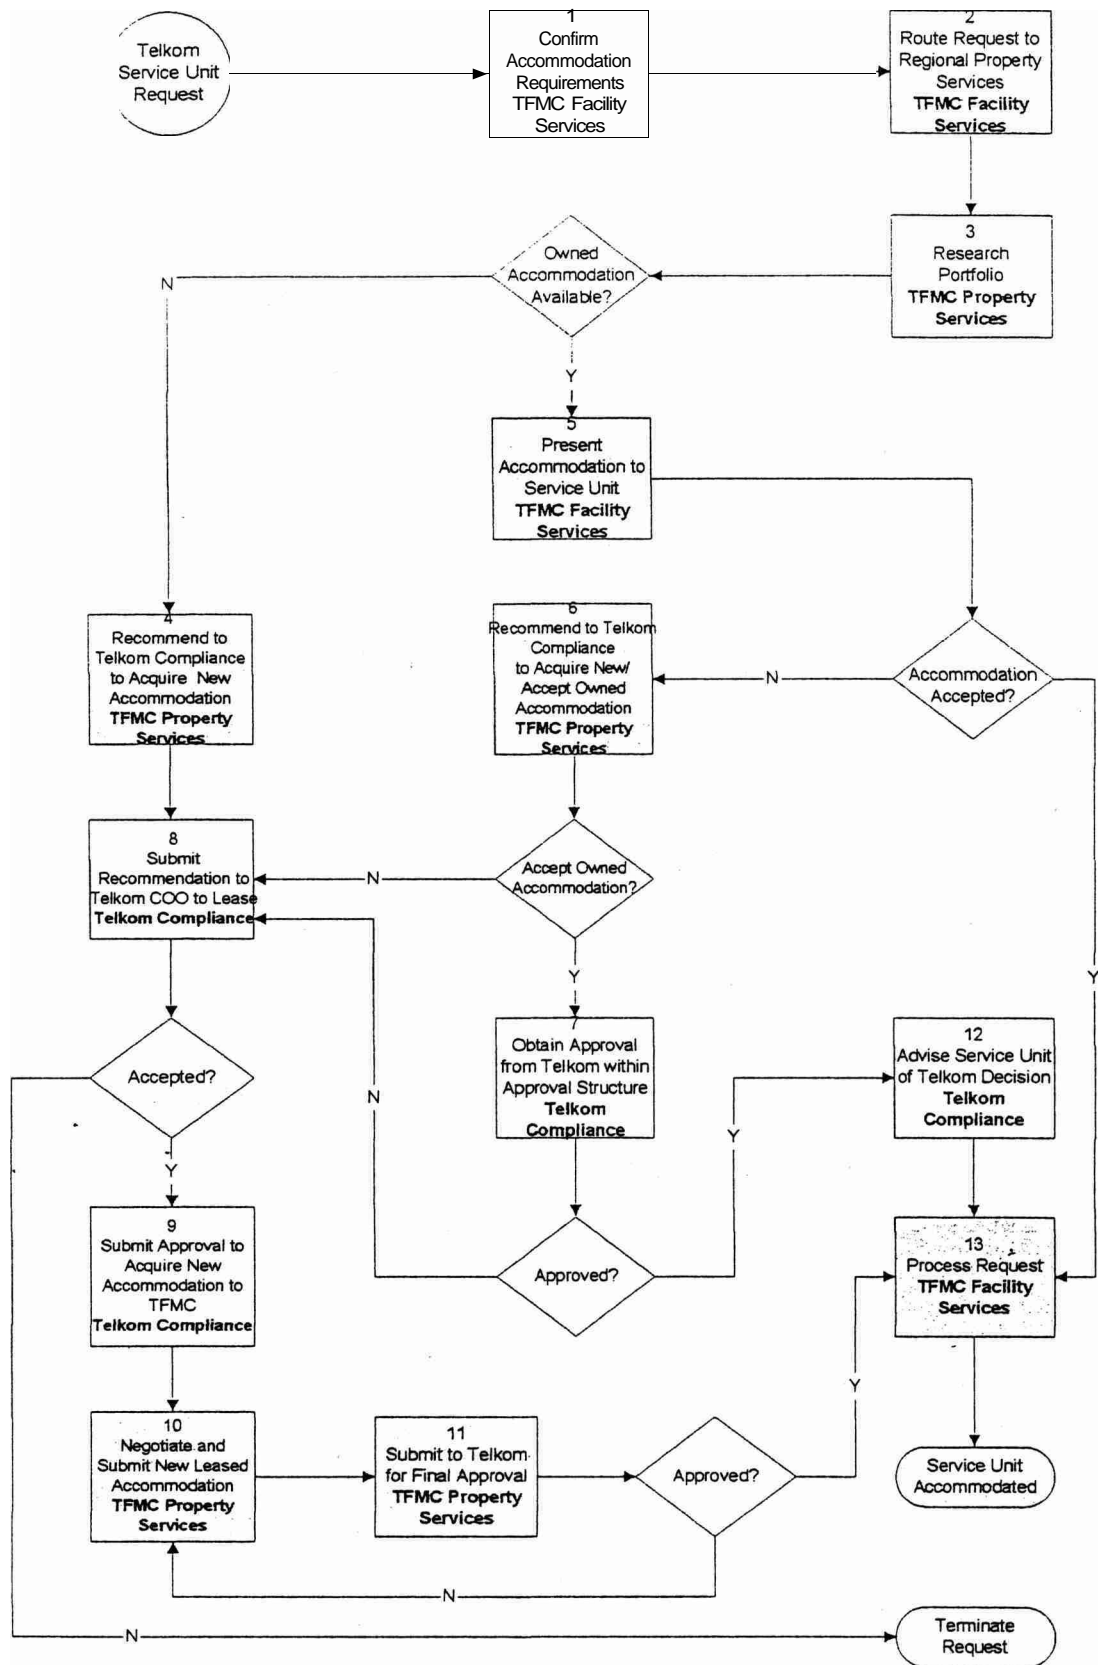 Telkom
Service Unit
Request
1
Confirm
Accommodation
Requirements
TFMC Facility
Services
2
Route Request to
Regional Property
Services
TFMC Facility
Services
3
Research
Portfolio
TFMC Property
Services
Owned
Accommodation
Available?
N
Y
5
Present
Accommodation to
Service Unit
TFMC Facility
Services
4
Recommend to
Telkom Compliance
to Acquire New
Accommodation
TFMC Property
Services
6
Recommend to Telkom
Compliance
to Acquire New/
Accept Owned
Accommodation
TFMC Property
Services
N
Accommodation
Accepted?
8
Submit
Recommendation to
Telkom COO to Lease
Telkom Compliance
N
Accept Owned
Accommodation?
Y
Y
Accepted?
N
7
Obtain Approval
from Telkom within
Approval Structure
Telkom
Compliance
Y
12
Advise Service Unit
of Telkom Decision
Telkom
Compliance
Y
9
Submit Approval to
Acquire New
Accommodation to
TFMC
Telkom Compliance
Approved?
13
Process Request
TFMC Facility
Services
Y
10
Negotiate and
Submit New Leased
Accommodation
TFMC Property
Services
11
Submit to Telkom
for Final Approval
TFMC Property
Services
Approved?
Service Unit
Accommodated
N
N
Terminate
Request